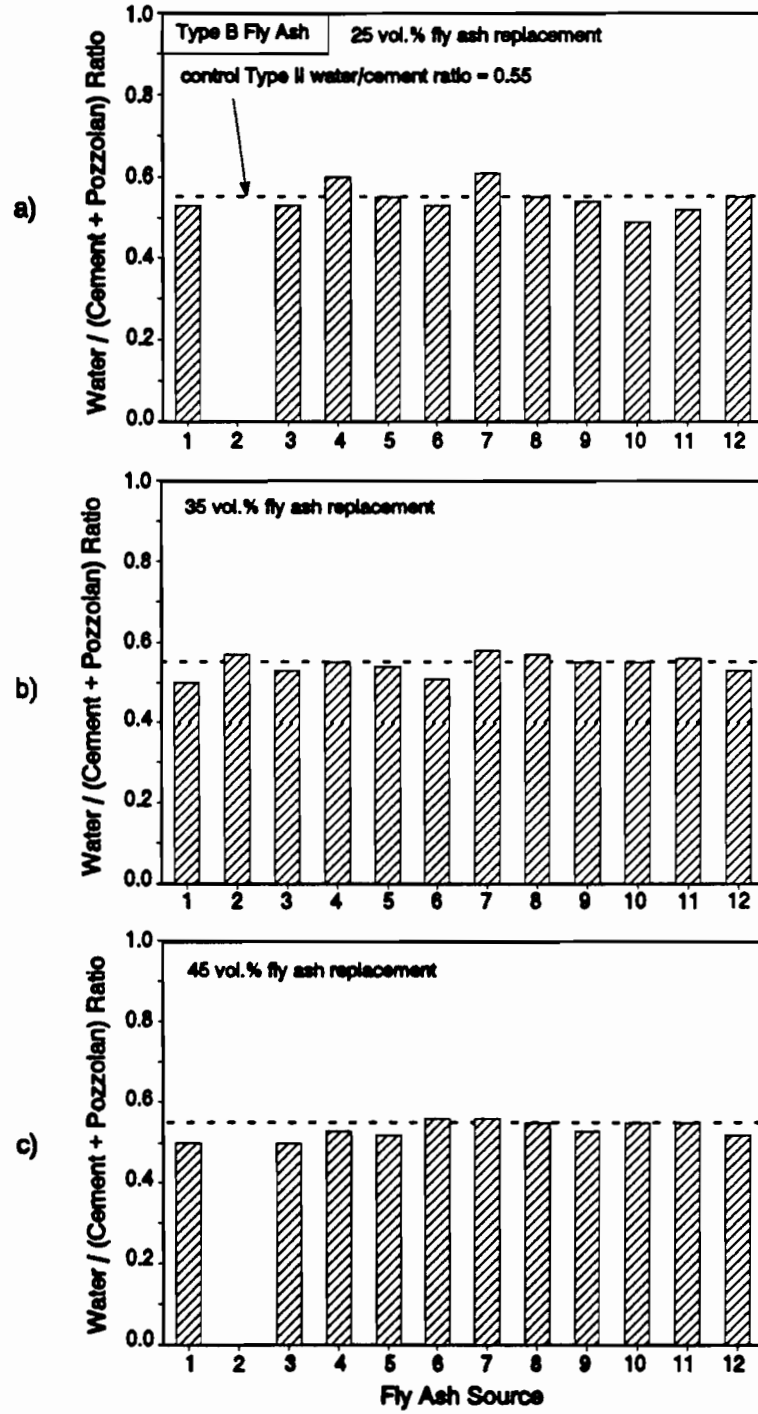 a)
Water / (Cement + Pozzolan) Ratio
1.0
0.8
0.6
0.4
0.2
0.0
Type B Fly Ash
25 vol.% fly ash replacement
control Type II water/cement ratio = 0.55
1 2 3 4 5 6 7 8 9 10 11 12
b)
Water / (Cement + Pozzolan) Ratio
1.0
0.8
0.6
0.4
0.2
0.0
35 vol.% fly ash replacement
1 2 3 4 5 6 7 8 9 10 11 12
c)
Water / (Cement + Pozzolan) Ratio
1.0
0.8
0.6
0.4
0.2
0.0
45 vol.% fly ash replacement
1 2 3 4 5 6 7 8 9 10 11 12
Fly Ash Source